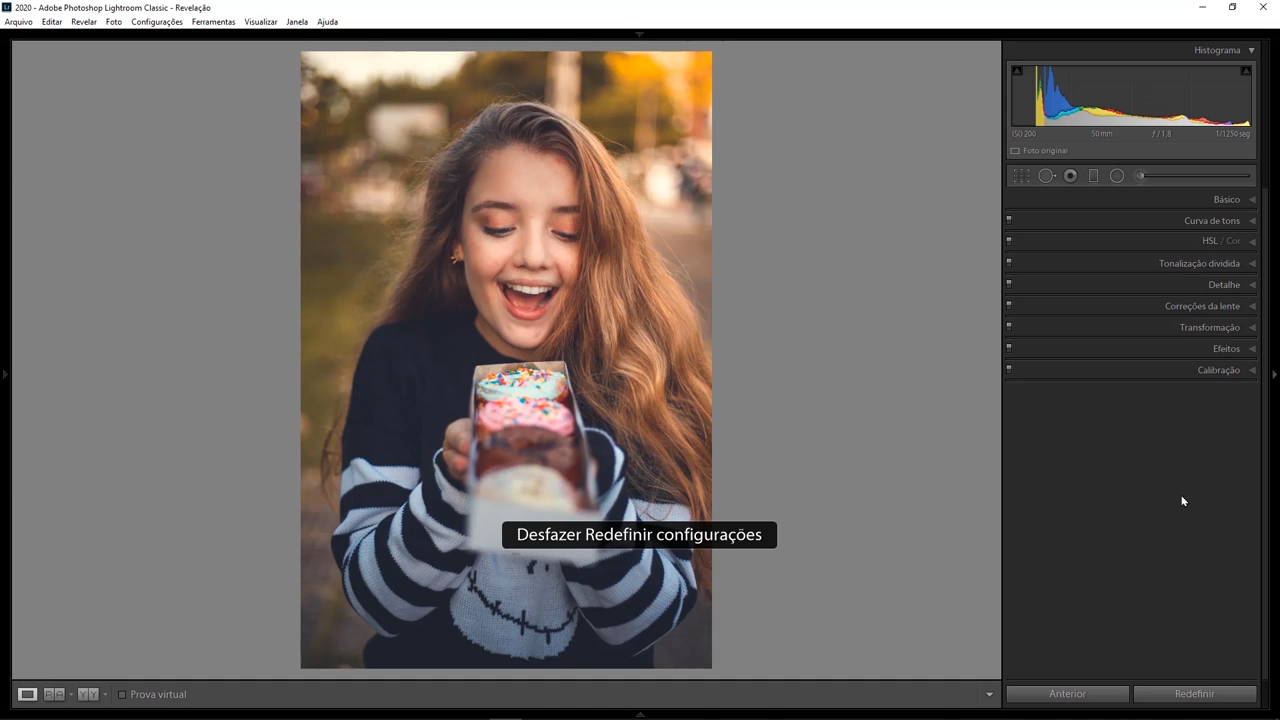 2020 - Adobe Photoshop Lightroom Classic - Revelação
Arquivo Editar Revelar Foto Configurações Ferramentas Visualizar Janela Ajuda
Histograma
ISO 200 50 mm ƒ / 1,8 1/1250 seg
Foto original
Básico
Curva de tons
HSL / Cor
Tonalização dividida
Detalhe
Correções da lente
Transformação
Efeitos
Calibração
Desfazer Redefinir configurações
Prova virtual
Anterior Redefinir